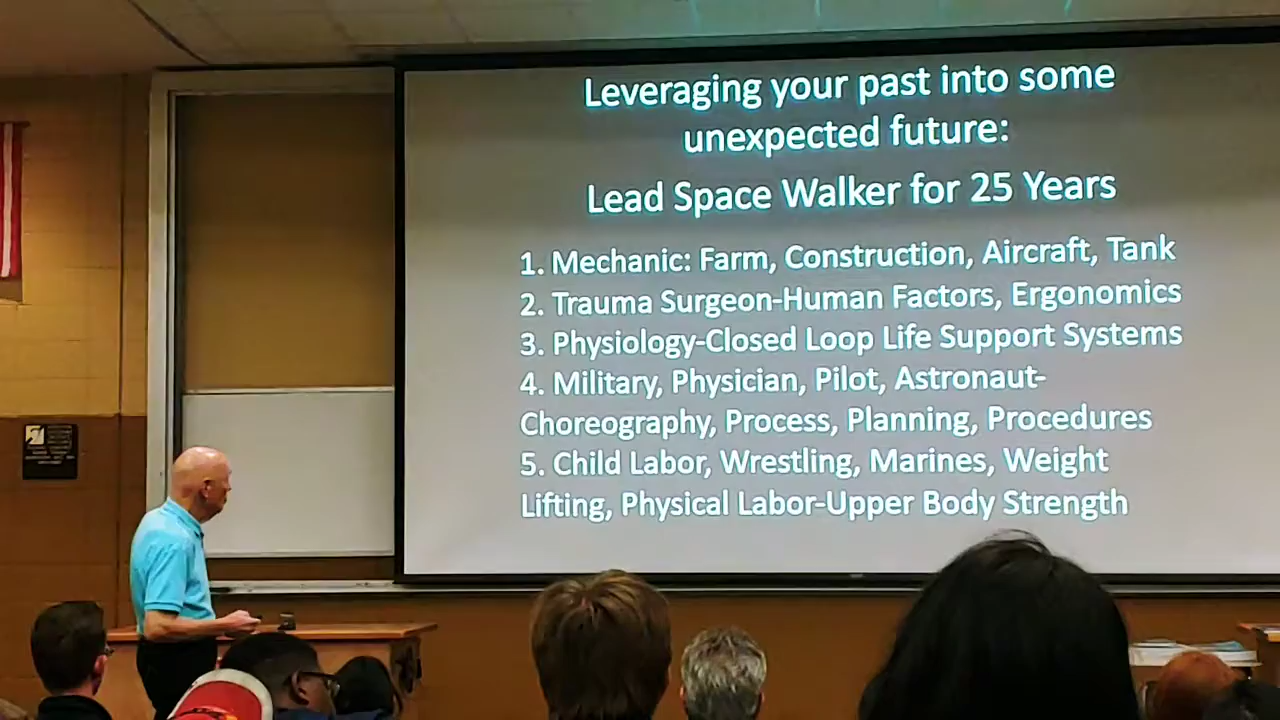 Leveraging your past into some
unexpected future:
Lead Space Walker for 25 Years
1. Mechanic: Farm, Construction, Aircraft, Tank
2. Trauma Surgeon-Human Factors, Ergonomics
3. Physiology-Closed Loop Life Support Systems
4. Military, Physician, Pilot, Astronaut-
Choreography, Process, Planning, Procedures
5. Child Labor, Wrestling, Marines, Weight
Lifting, Physical Labor-Upper Body Strength